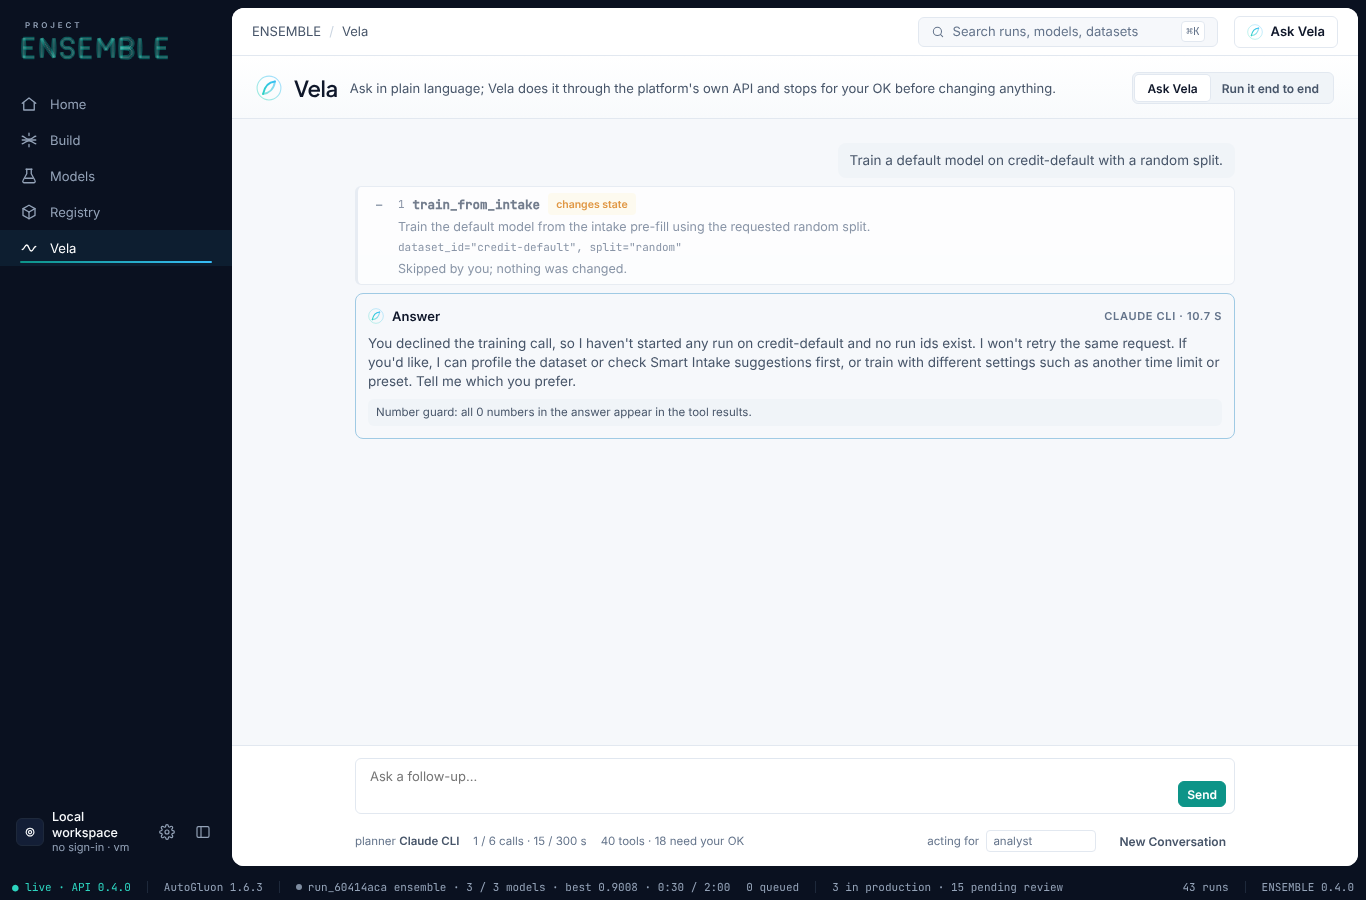 PROJECT
ENSEMBLE
Home
Build
Models
Registry
Vela
Local workspace
no sign-in · vm
ENSEMBLE / Vela
Search runs, models, datasets
⌘K
Ask Vela
Vela
Ask in plain language; Vela does it through the platform's own API and stops for your OK before changing anything.
Ask Vela
Run it end to end
Train a default model on credit-default with a random split.
– 1 train_from_intake changes state
Train the default model from the intake pre-fill using the requested random split.
dataset_id="credit-default", split="random"
Skipped by you; nothing was changed.
Answer
CLAUDE CLI · 10.7 S
You declined the training call, so I haven't started any run on credit-default and no run ids exist. I won't retry the same request. If
you'd like, I can profile the dataset or check Smart Intake suggestions first, or train with different settings such as another time limit or
preset. Tell me which you prefer.
Number guard: all 0 numbers in the answer appear in the tool results.
Ask a follow-up...
Send
planner Claude CLI 1 / 6 calls · 15 / 300 s 40 tools · 18 need your OK
acting for analyst
New Conversation
live · API 0.4.0
AutoGluon 1.6.3
run_60414aca ensemble · 3 / 3 models · best 0.9008 · 0:30 / 2:00 0 queued
3 in production · 15 pending review
43 runs
ENSEMBLE 0.4.0